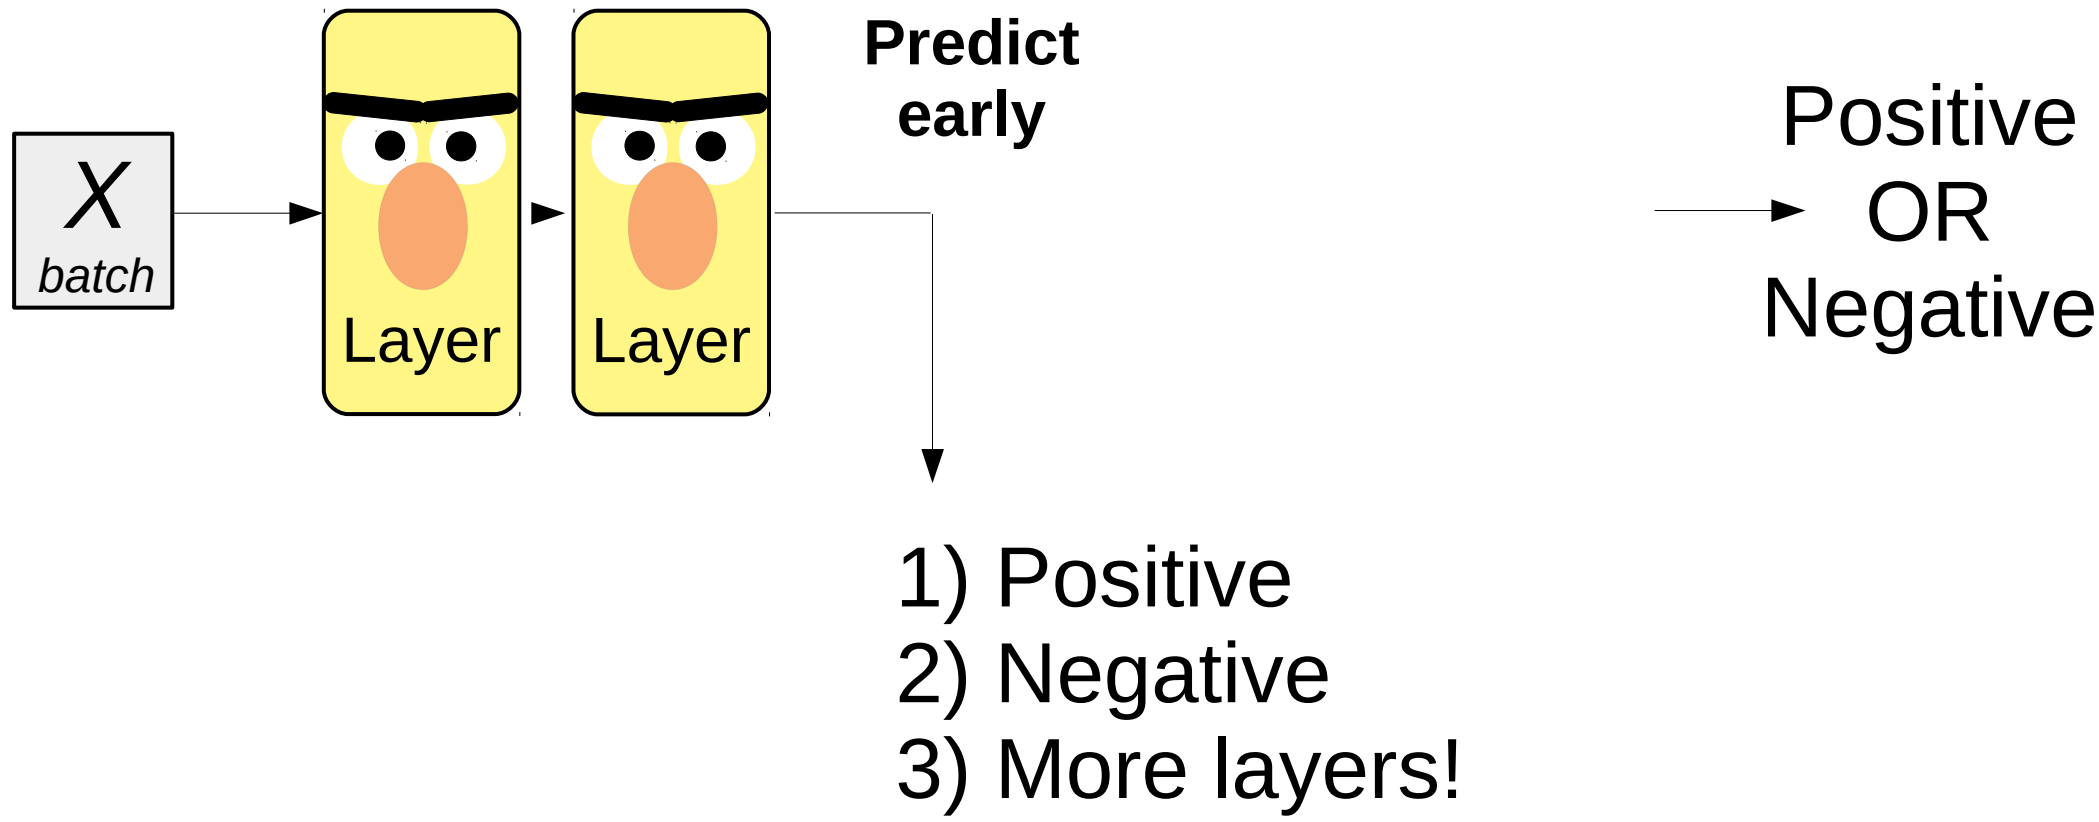 X
batch
Layer
Layer
Predict
early
Positive
OR
Negative
1) Positive
2) Negative
3) More layers!